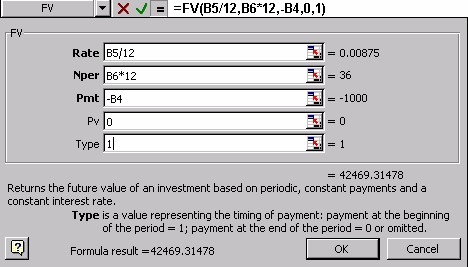 FV =FV(B5/12,B6*12,-B4,0,1)
FV
Rate B5/12 = 0.00875
Nper B6*12 = 36
Pmt -B4 = -1000
Pv 0 = 0
Type 1 = 1
= 42469.31478
Returns the future value of an investment based on periodic, constant payments and a
constant interest rate.
Type is a value representing the timing of payment: payment at the beginning
of the period = 1; payment at the end of the period = 0 or omitted.
? Formula result =42469.31478 OK Cancel